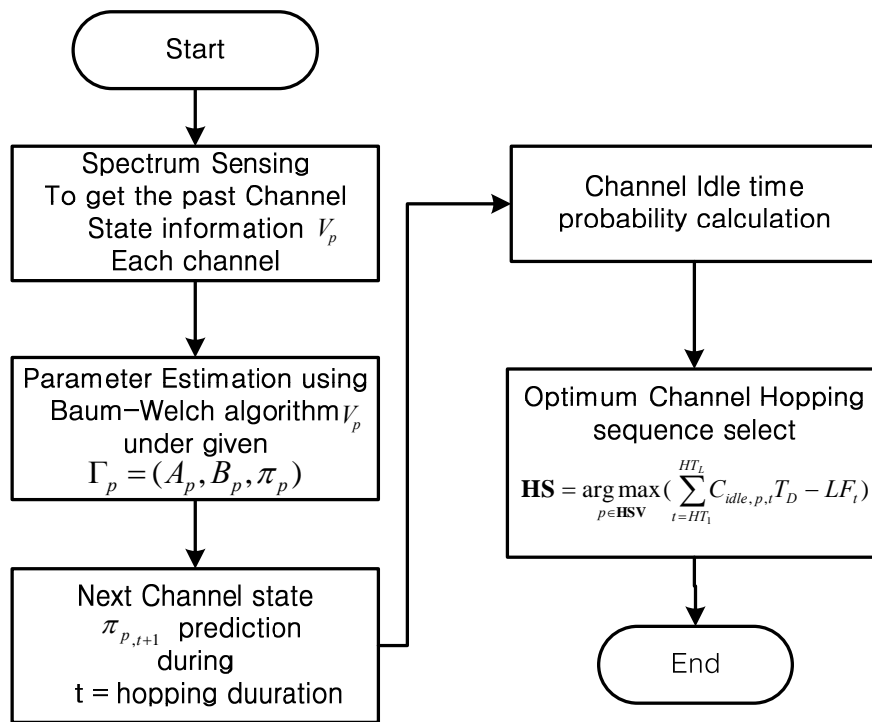 Start
Spectrum Sensing
To get the past Channel
State information V_p
Each channel
Parameter Estimation using
Baum-Welch algorithm V_p
under given
Γ_p = (A_p, B_p, π_p)
Next Channel state
π_{p,t+1} prediction
during
t = hopping duuration
Channel Idle time
probability calculation
Optimum Channel Hopping
sequence select
HS = arg max_{p∈HSV} ( ∑_{t=HT_1}^{HT_L} C_{idle,p,t} T_D − LF_t )
End